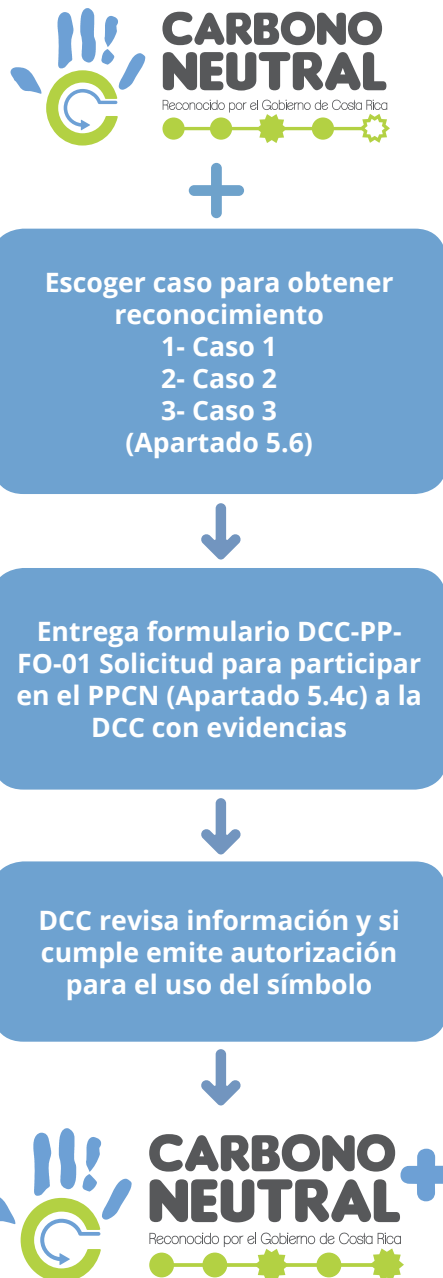 CARBONO
NEUTRAL
Reconocido por el Gobierno de Costa Rica
+
Escoger caso para obtener
reconocimiento
1- Caso 1
2- Caso 2
3- Caso 3
(Apartado 5.6)
Entrega formulario DCC-PP-
FO-01 Solicitud para participar
en el PPCN (Apartado 5.4c) a la
DCC con evidencias
DCC revisa información y si
cumple emite autorización
para el uso del símbolo
CARBONO +
NEUTRAL
Reconocido por el Gobierno de Costa Rica